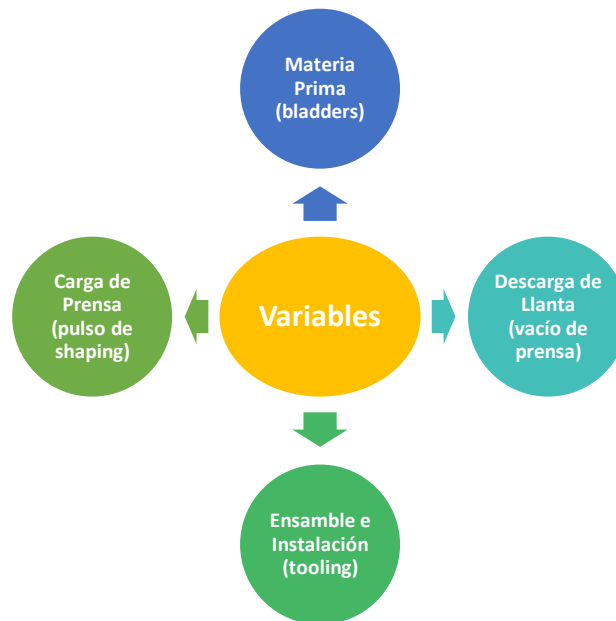 Materia
Prima
(bladders)
Carga de
Prensa
(pulso de
shaping)
Variables
Descarga de
Llanta
(vacío de
prensa)
Ensamble e
Instalación
(tooling)